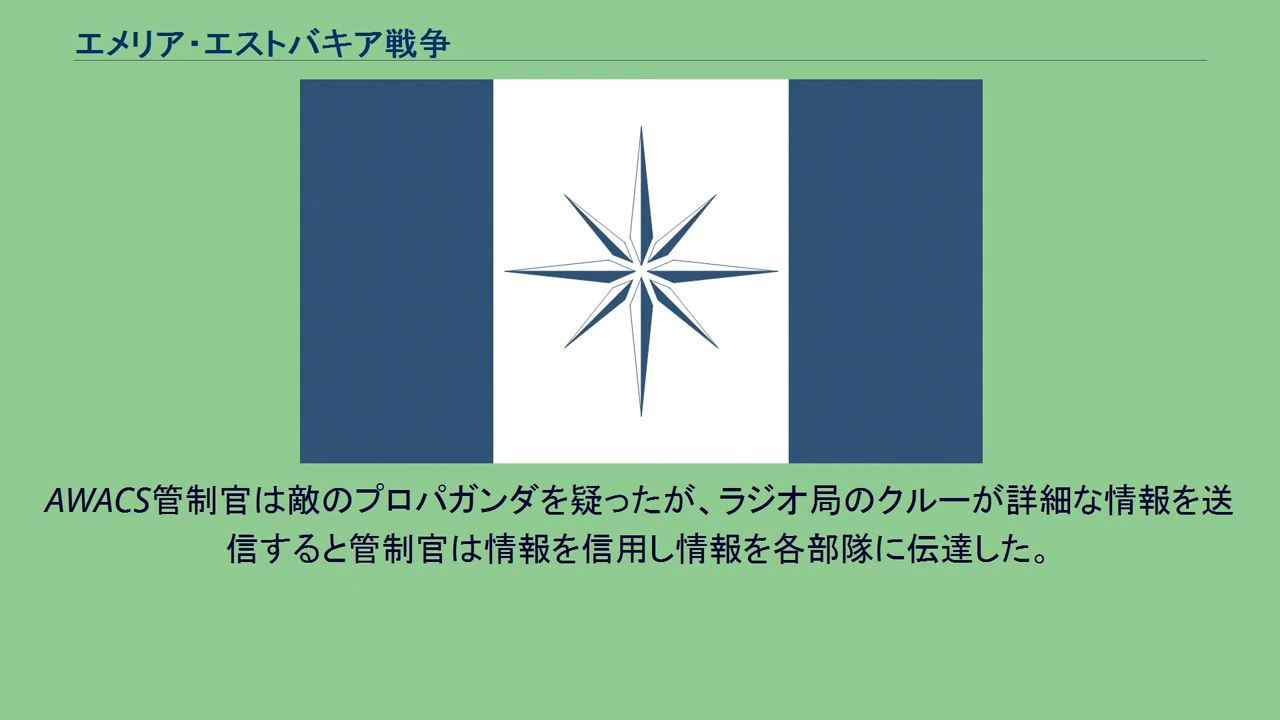 エメリア・エストバキア戦争
AWACS管制官は敵のプロパガンダを疑ったが、ラジオ局のクルーが詳細な情報を送
信すると管制官は情報を信用し情報を各部隊に伝達した。